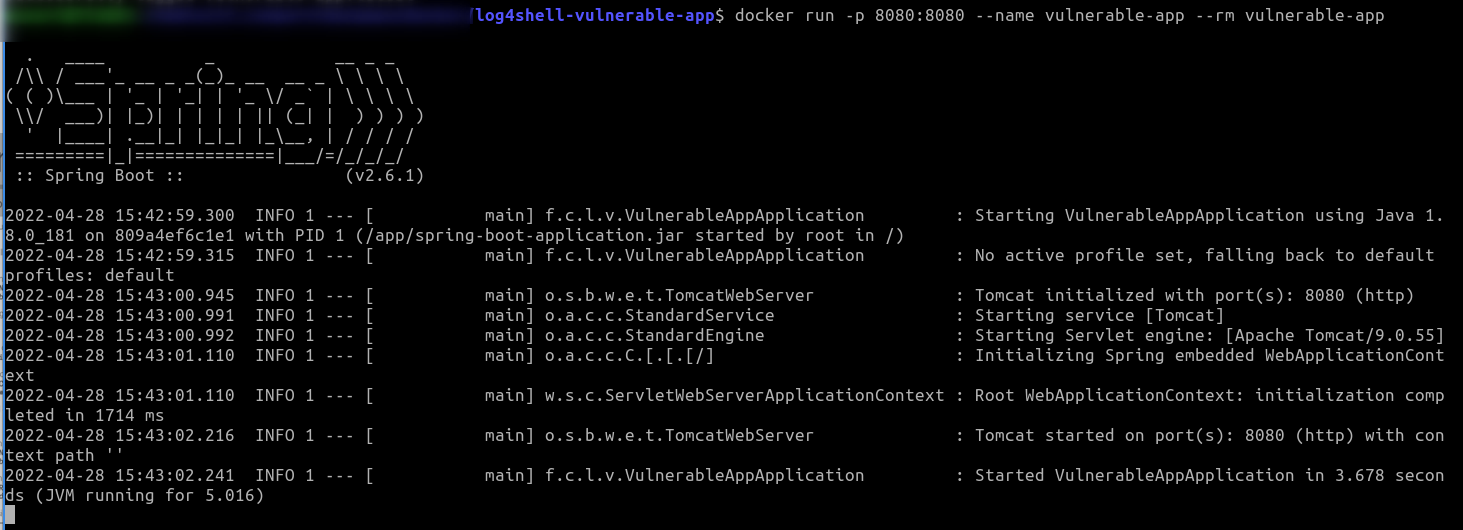 /log4shell-vulnerable-app$ docker run -p 8080:8080 --name vulnerable-app --rm vulnerable-app
  .   ____          _            __ _ _
 /\\ / ___'_ __ _ _(_)_ __  __ _ \ \ \ \
( ( )\___ | '_ | '_| | '_ \/ _` | \ \ \ \
 \\/  ___)| |_)| | | | | || (_| |  ) ) ) )
  '  |____| .__|_| |_|_| |_\__, | / / / /
 =========|_|==============|___/=/_/_/_/
 :: Spring Boot ::                (v2.6.1)
2022-04-28 15:42:59.300  INFO 1 --- [           main] f.c.l.v.VulnerableAppApplication         : Starting VulnerableAppApplication using Java 1.
8.0_181 on 809a4ef6c1e1 with PID 1 (/app/spring-boot-application.jar started by root in /)
2022-04-28 15:42:59.315  INFO 1 --- [           main] f.c.l.v.VulnerableAppApplication         : No active profile set, falling back to default
profiles: default
2022-04-28 15:43:00.945  INFO 1 --- [           main] o.s.b.w.e.t.TomcatWebServer              : Tomcat initialized with port(s): 8080 (http)
2022-04-28 15:43:00.991  INFO 1 --- [           main] o.a.c.c.StandardService                  : Starting service [Tomcat]
2022-04-28 15:43:00.992  INFO 1 --- [           main] o.a.c.c.StandardEngine                   : Starting Servlet engine: [Apache Tomcat/9.0.55]
2022-04-28 15:43:01.110  INFO 1 --- [           main] o.a.c.c.C.[.[.[/]                        : Initializing Spring embedded WebApplicationCont
ext
2022-04-28 15:43:01.110  INFO 1 --- [           main] w.s.c.ServletWebServerApplicationContext : Root WebApplicationContext: initialization comp
leted in 1714 ms
2022-04-28 15:43:02.216  INFO 1 --- [           main] o.s.b.w.e.t.TomcatWebServer              : Tomcat started on port(s): 8080 (http) with con
text path ''
2022-04-28 15:43:02.241  INFO 1 --- [           main] f.c.l.v.VulnerableAppApplication         : Started VulnerableAppApplication in 3.678 secon
ds (JVM running for 5.016)